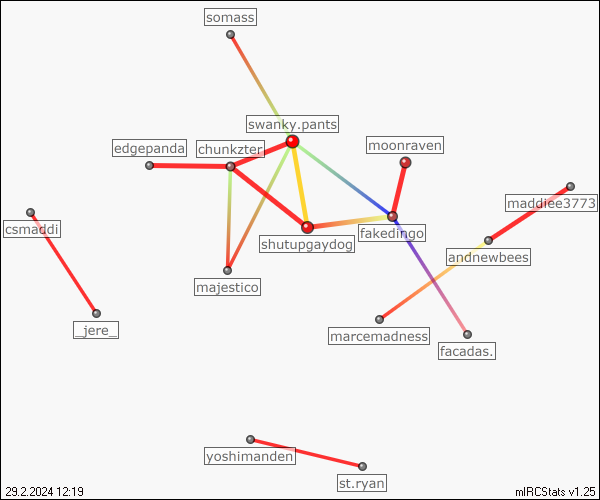 somass
swanky.pants
moonraven
edgepanda
chunkzter
maddiee3773
csmaddi
fakedingo
shutupgaydog
andnewbees
majestico
_jere_
marcemadness
facadas.
yoshimanden
st.ryan
29.2.2024 12:19
mIRCStats v1.25